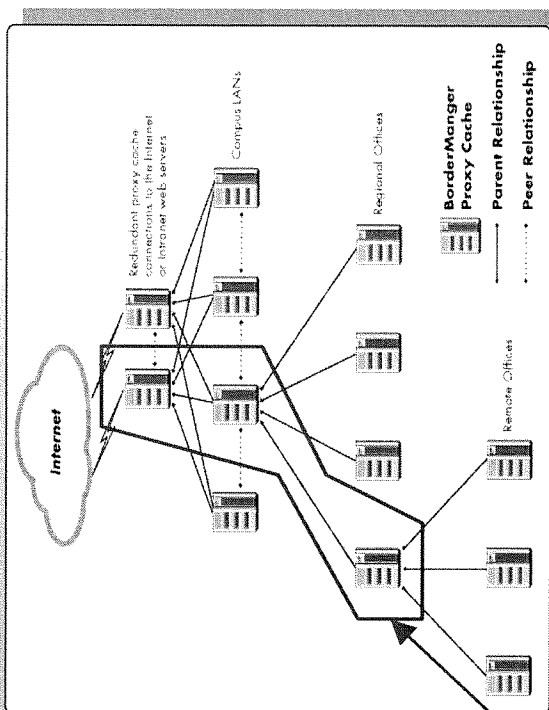 Internet
Redundant proxy cache
connections to the Internet
or Intranet web servers
Campus LANs
Regional Offices
Remote Offices
BorderManger
Proxy Cache
Parent Relationship
Peer Relationship